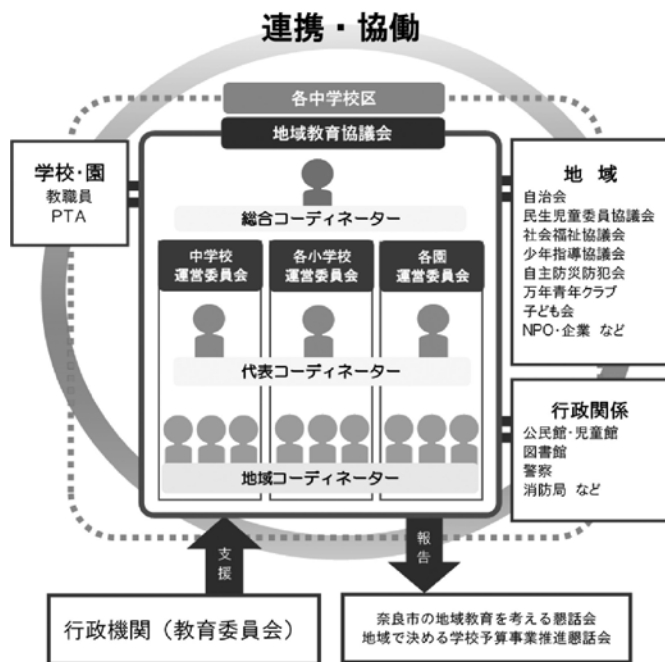 連携・協働
各中学校区
地域教育協議会
学校・園
教職員
PTA
総合コーディネーター
中学校
運営委員会
各小学校
運営委員会
各園
運営委員会
代表コーディネーター
地域コーディネーター
地 域
自治会
民生児童委員協議会
社会福祉協議会
少年指導協議会
自主防災防犯会
万年青年クラブ
子ども会
NPO・企業 など
行政関係
公民館・児童館
図書館
警察
消防局 など
支援
報告
行政機関（教育委員会）
奈良市の地域教育を考える懇話会
地域で決める学校予算事業推進懇話会